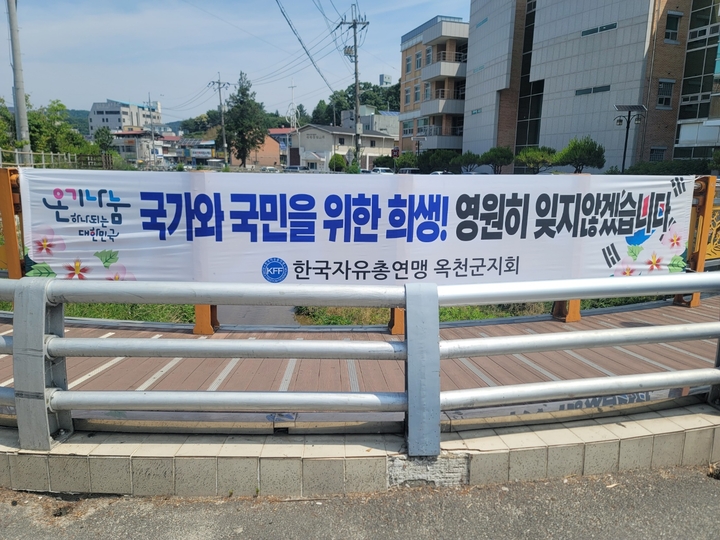 온기나눔
하나되는
대한민국
국가와 국민을 위한 희생! 영원히 잊지않겠습니다
KFF 한국자유총연맹 옥천군지회